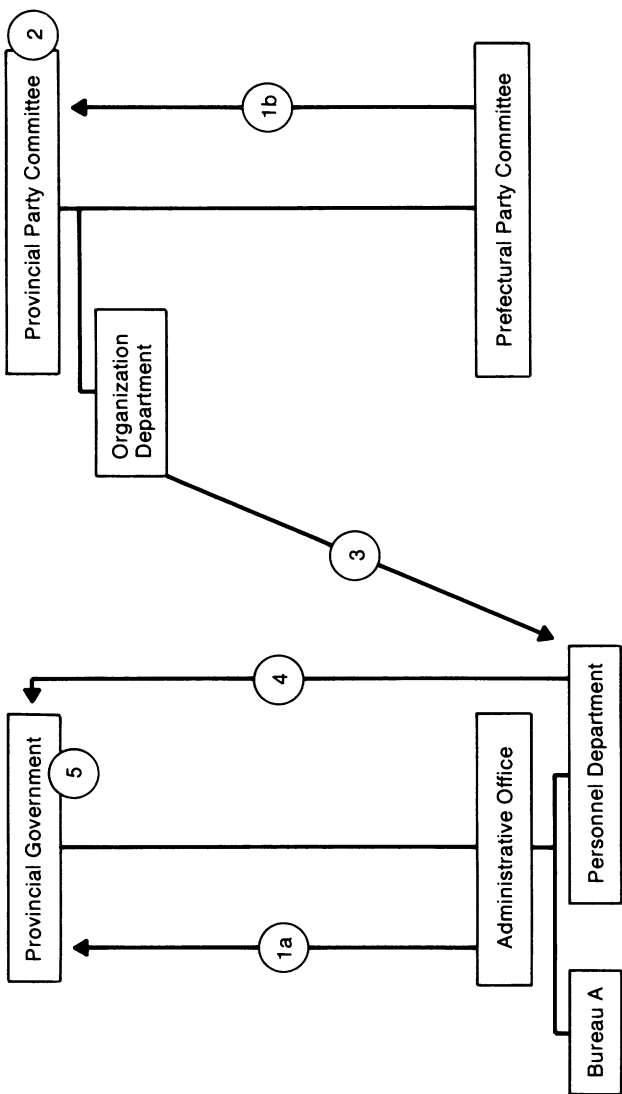 Provincial Government
5
1a
4
Administrative Office
Bureau A
Personnel Department
Provincial Party Committee
2
1b
Organization
Department
3
Prefectural Party Committee